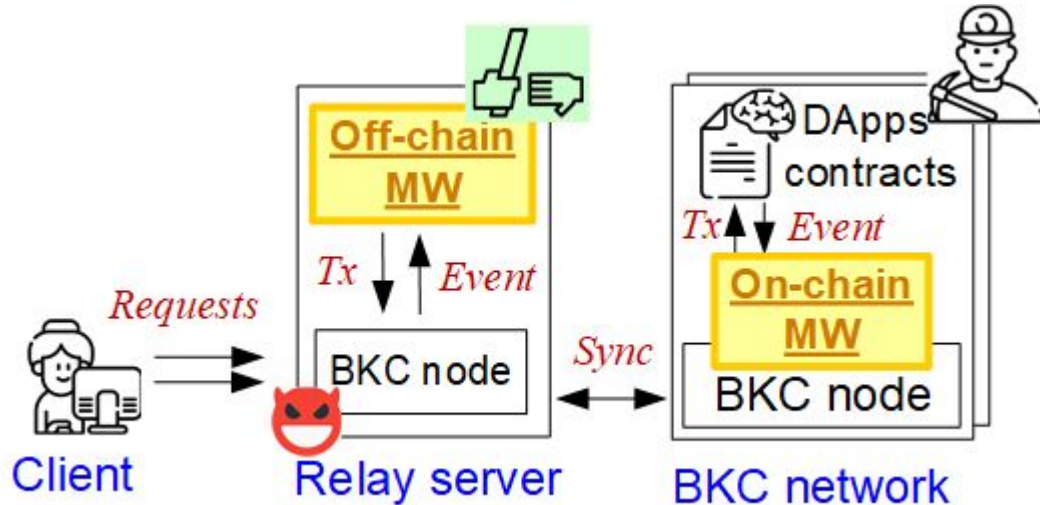 Off-chain
MW
Tx
Event
BKC node
Requests
Client
Relay server
Sync
DApps
contracts
Tx
Event
On-chain
MW
BKC node
BKC network